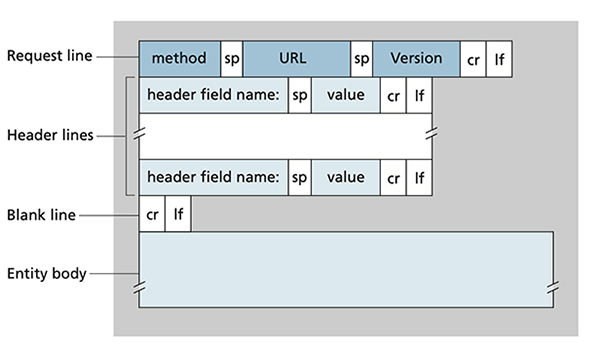 Request line method sp URL sp Version cr lf
header field name: sp value cr lf
Header lines
header field name: sp value cr lf
Blank line cr lf
Entity body